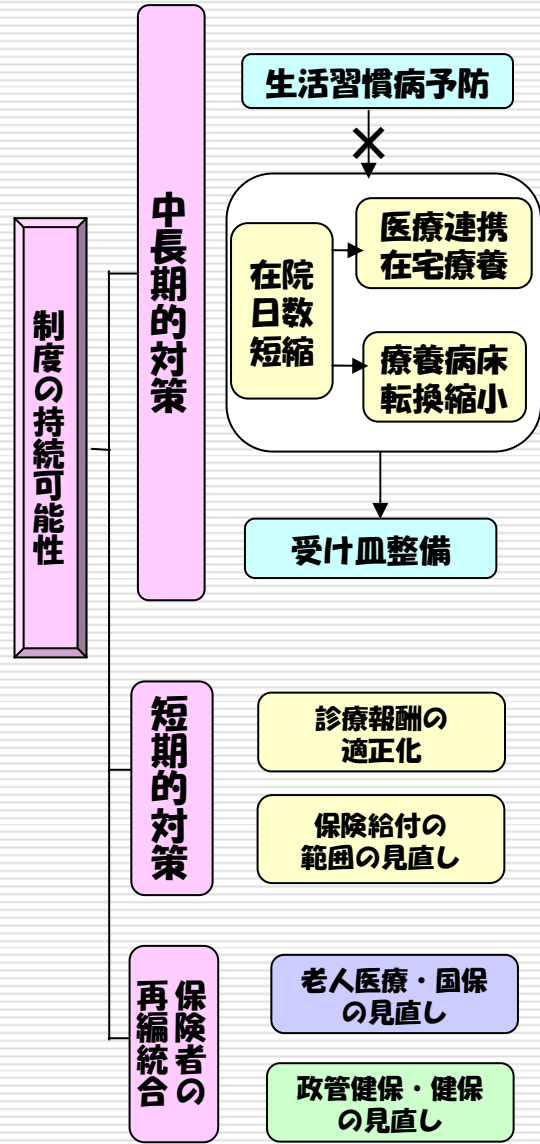 制度の持続可能性
中長期的対策
生活習慣病予防
在院
日数
短縮
医療連携
在宅療養
療養病床
転換縮小
受け皿整備
短期的対策
診療報酬の
適正化
保険給付の
範囲の見直し
保険者の
再編統合
老人医療・国保
の見直し
政管健保・健保
の見直し